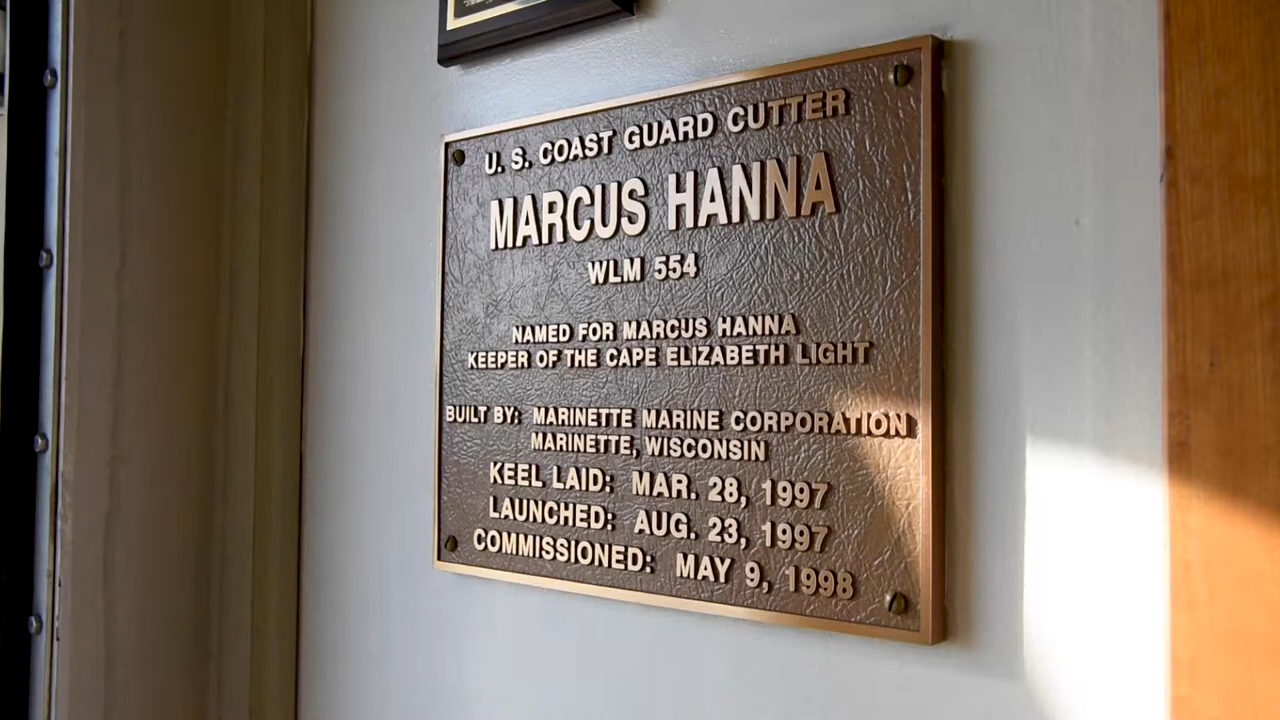 U. S. COAST GUARD CUTTER
MARCUS HANNA
WLM 554
NAMED FOR MARCUS HANNA
KEEPER OF THE CAPE ELIZABETH LIGHT
BUILT BY: MARINETTE MARINE CORPORATION
MARINETTE, WISCONSIN
KEEL LAID: MAR. 28, 1997
LAUNCHED: AUG. 23, 1997
COMMISSIONED: MAY 9, 1998